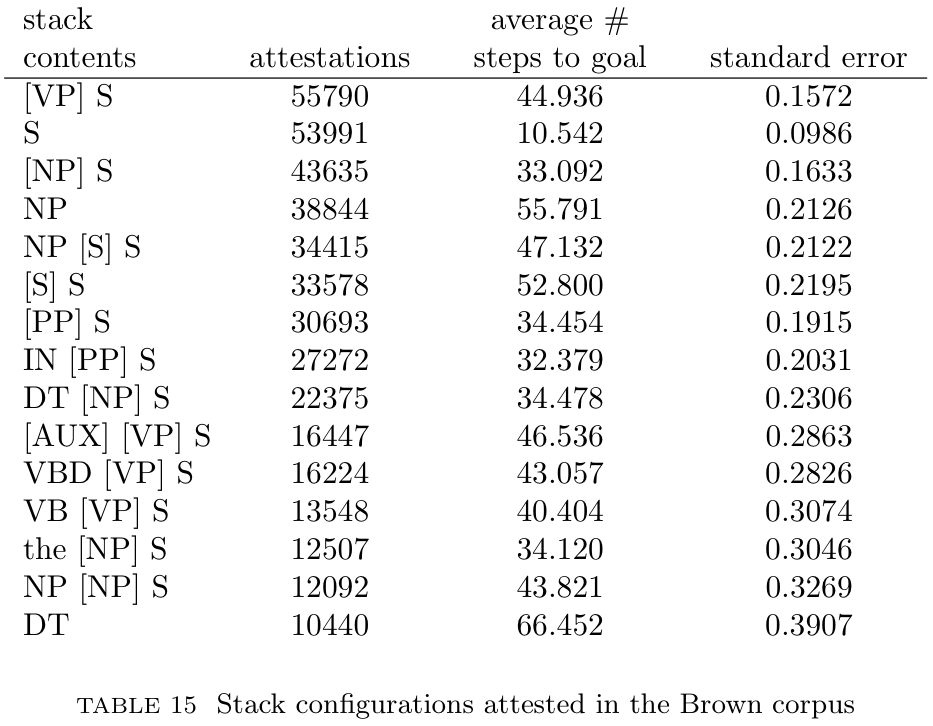 stack average #
contents attestations steps to goal standard error
[VP] S 55790 44.936 0.1572
S 53991 10.542 0.0986
[NP] S 43635 33.092 0.1633
NP 38844 55.791 0.2126
NP [S] S 34415 47.132 0.2122
[S] S 33578 52.800 0.2195
[PP] S 30693 34.454 0.1915
IN [PP] S 27272 32.379 0.2031
DT [NP] S 22375 34.478 0.2306
[AUX] [VP] S 16447 46.536 0.2863
VBD [VP] S 16224 43.057 0.2826
VB [VP] S 13548 40.404 0.3074
the [NP] S 12507 34.120 0.3046
NP [NP] S 12092 43.821 0.3269
DT 10440 66.452 0.3907
TABLE 15 Stack configurations attested in the Brown corpus